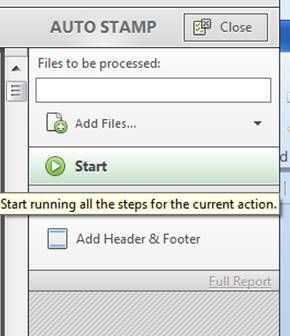 AUTO STAMP
Close
Files to be processed:
Add Files...
Start
Start running all the steps for the current action.
Add Header & Footer
Full Report